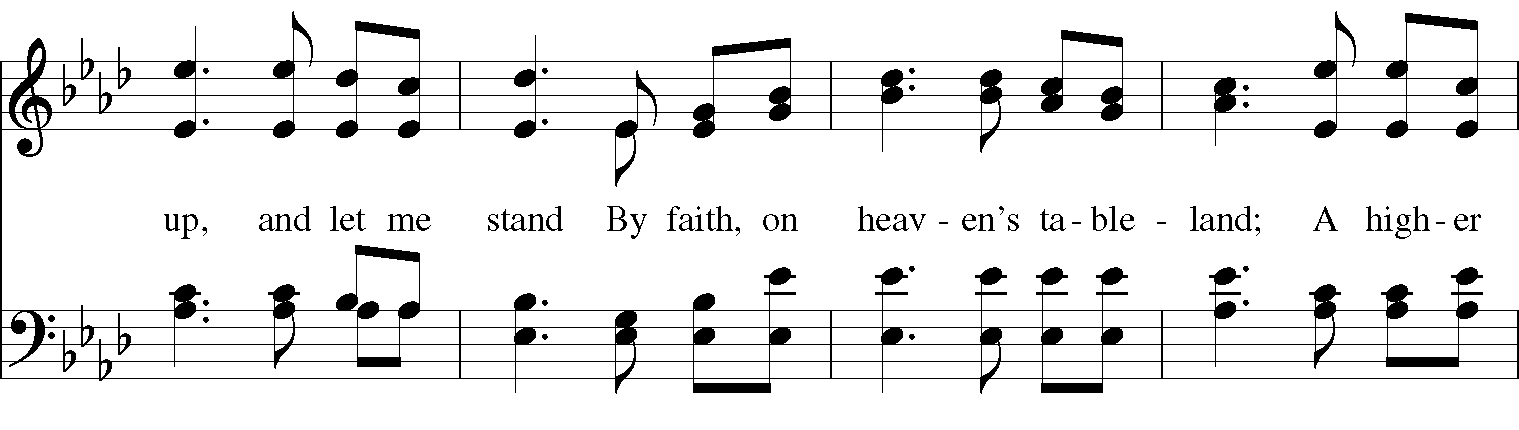 up, and let me stand By faith, on heav - en's ta - ble - land; A high - er